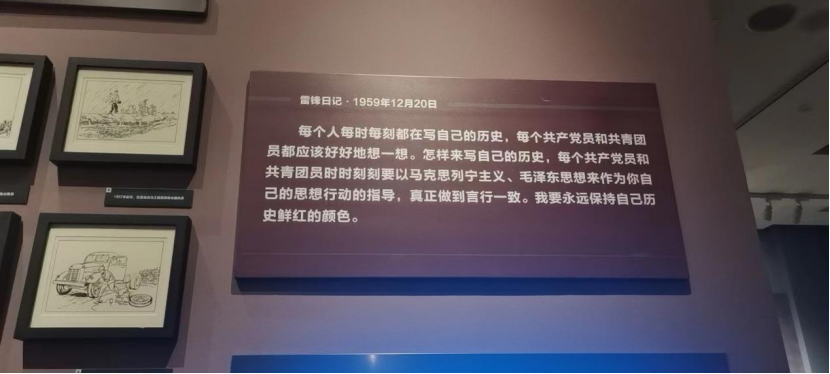 雷锋日记·1959年12月20日
每个人每时每刻都在写自己的历史，每个共产党员和共青团
员都应该好好地想一想。怎样来写自己的历史，每个共产党员和
共青团员时时刻刻要以马克思列宁主义、毛泽东思想来作为你自
己的思想行动的指导，真正做到言行一致。我要永远保持自己历
史鲜红的颜色。